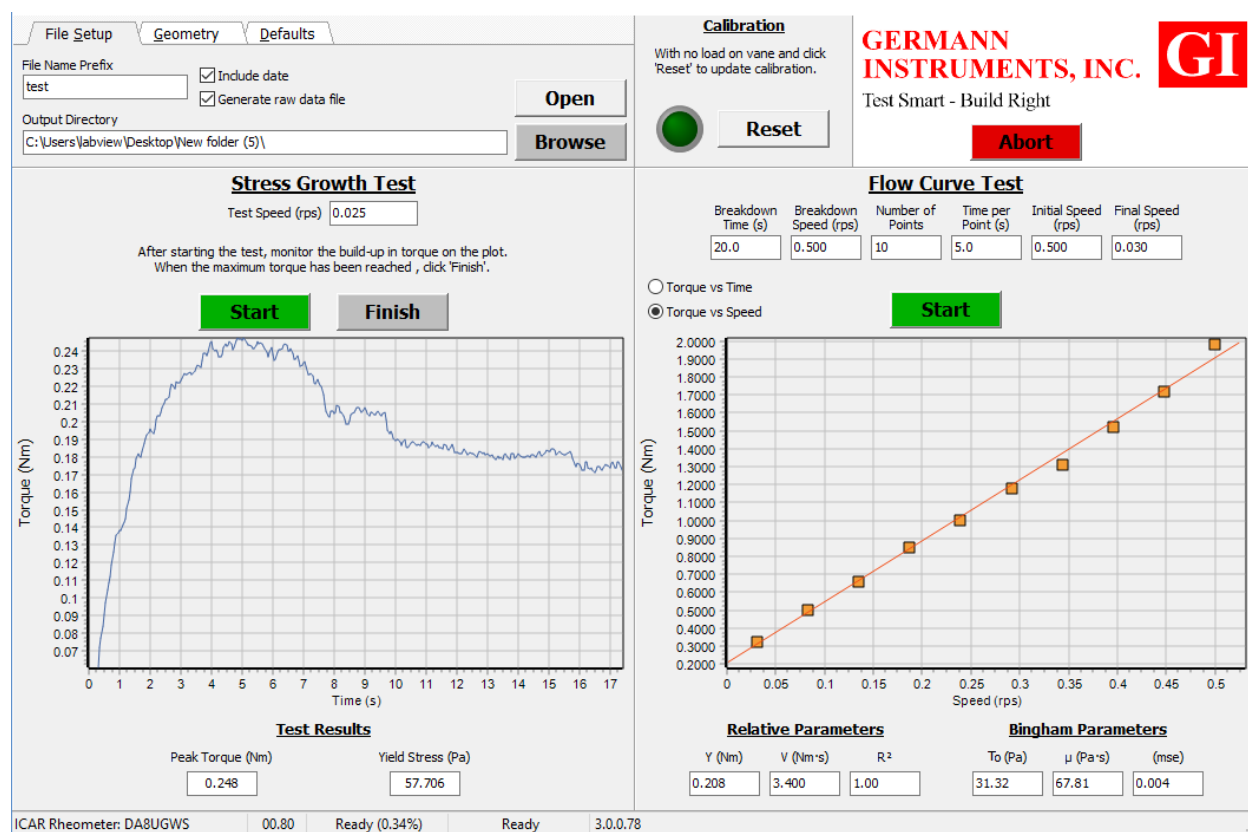 File Setup
Geometry
Defaults
File Name Prefix
test
Include date
Generate raw data file
Open
Output Directory
C:\Users\labview\Desktop\New folder (5)\
Browse
Calibration
With no load on vane and click
'Reset' to update calibration.
Reset
GERMANN
INSTRUMENTS, INC.
GI
Test Smart - Build Right
Abort
Stress Growth Test
Test Speed (rps) 0.025
After starting the test, monitor the build-up in torque on the plot.
When the maximum torque has been reached , click 'Finish'.
Start
Finish
0.24
0.23
0.22
0.21
0.2
0.19
0.18
0.17
0.16
0.15
0.14
0.13
0.12
0.11
0.1
0.09
0.08
0.07
Torque (Nm)
0 1 2 3 4 5 6 7 8 9 10 11 12 13 14 15 16 17
Time (s)
Test Results
Peak Torque (Nm) Yield Stress (Pa)
0.248 57.706
Flow Curve Test
Breakdown Time (s)
Breakdown Speed (rps)
Number of Points
Time per Point (s)
Initial Speed (rps)
Final Speed (rps)
20.0 0.500 10 5.0 0.500 0.030
Torque vs Time
Torque vs Speed
Start
2.0000
1.9000
1.8000
1.7000
1.6000
1.5000
1.4000
1.3000
1.2000
1.1000
1.0000
0.9000
0.8000
0.7000
0.6000
0.5000
0.4000
0.3000
0.2000
Torque (Nm)
0 0.05 0.1 0.15 0.2 0.25 0.3 0.35 0.4 0.45 0.5
Speed (rps)
Relative Parameters
Y (Nm) V (Nm·s) R²
0.208 3.400 1.00
Bingham Parameters
To (Pa) μ (Pa·s) (mse)
31.32 67.81 0.004
ICAR Rheometer: DA8UGWS 00.80 Ready (0.34%) Ready 3.0.0.78